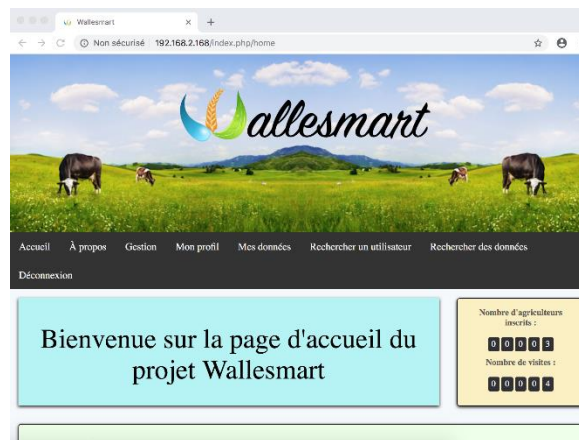 Wallesmart
Non sécurisé 192.168.2.168/index.php/home
Wallesmart
Accueil À propos Gestion Mon profil Mes données Rechercher un utilisateur Rechercher des données
Déconnexion
Bienvenue sur la page d'accueil du
projet Wallesmart
Nombre d'agriculteurs
inscrits :
0 0 0 0 3
Nombre de visites :
0 0 0 0 4